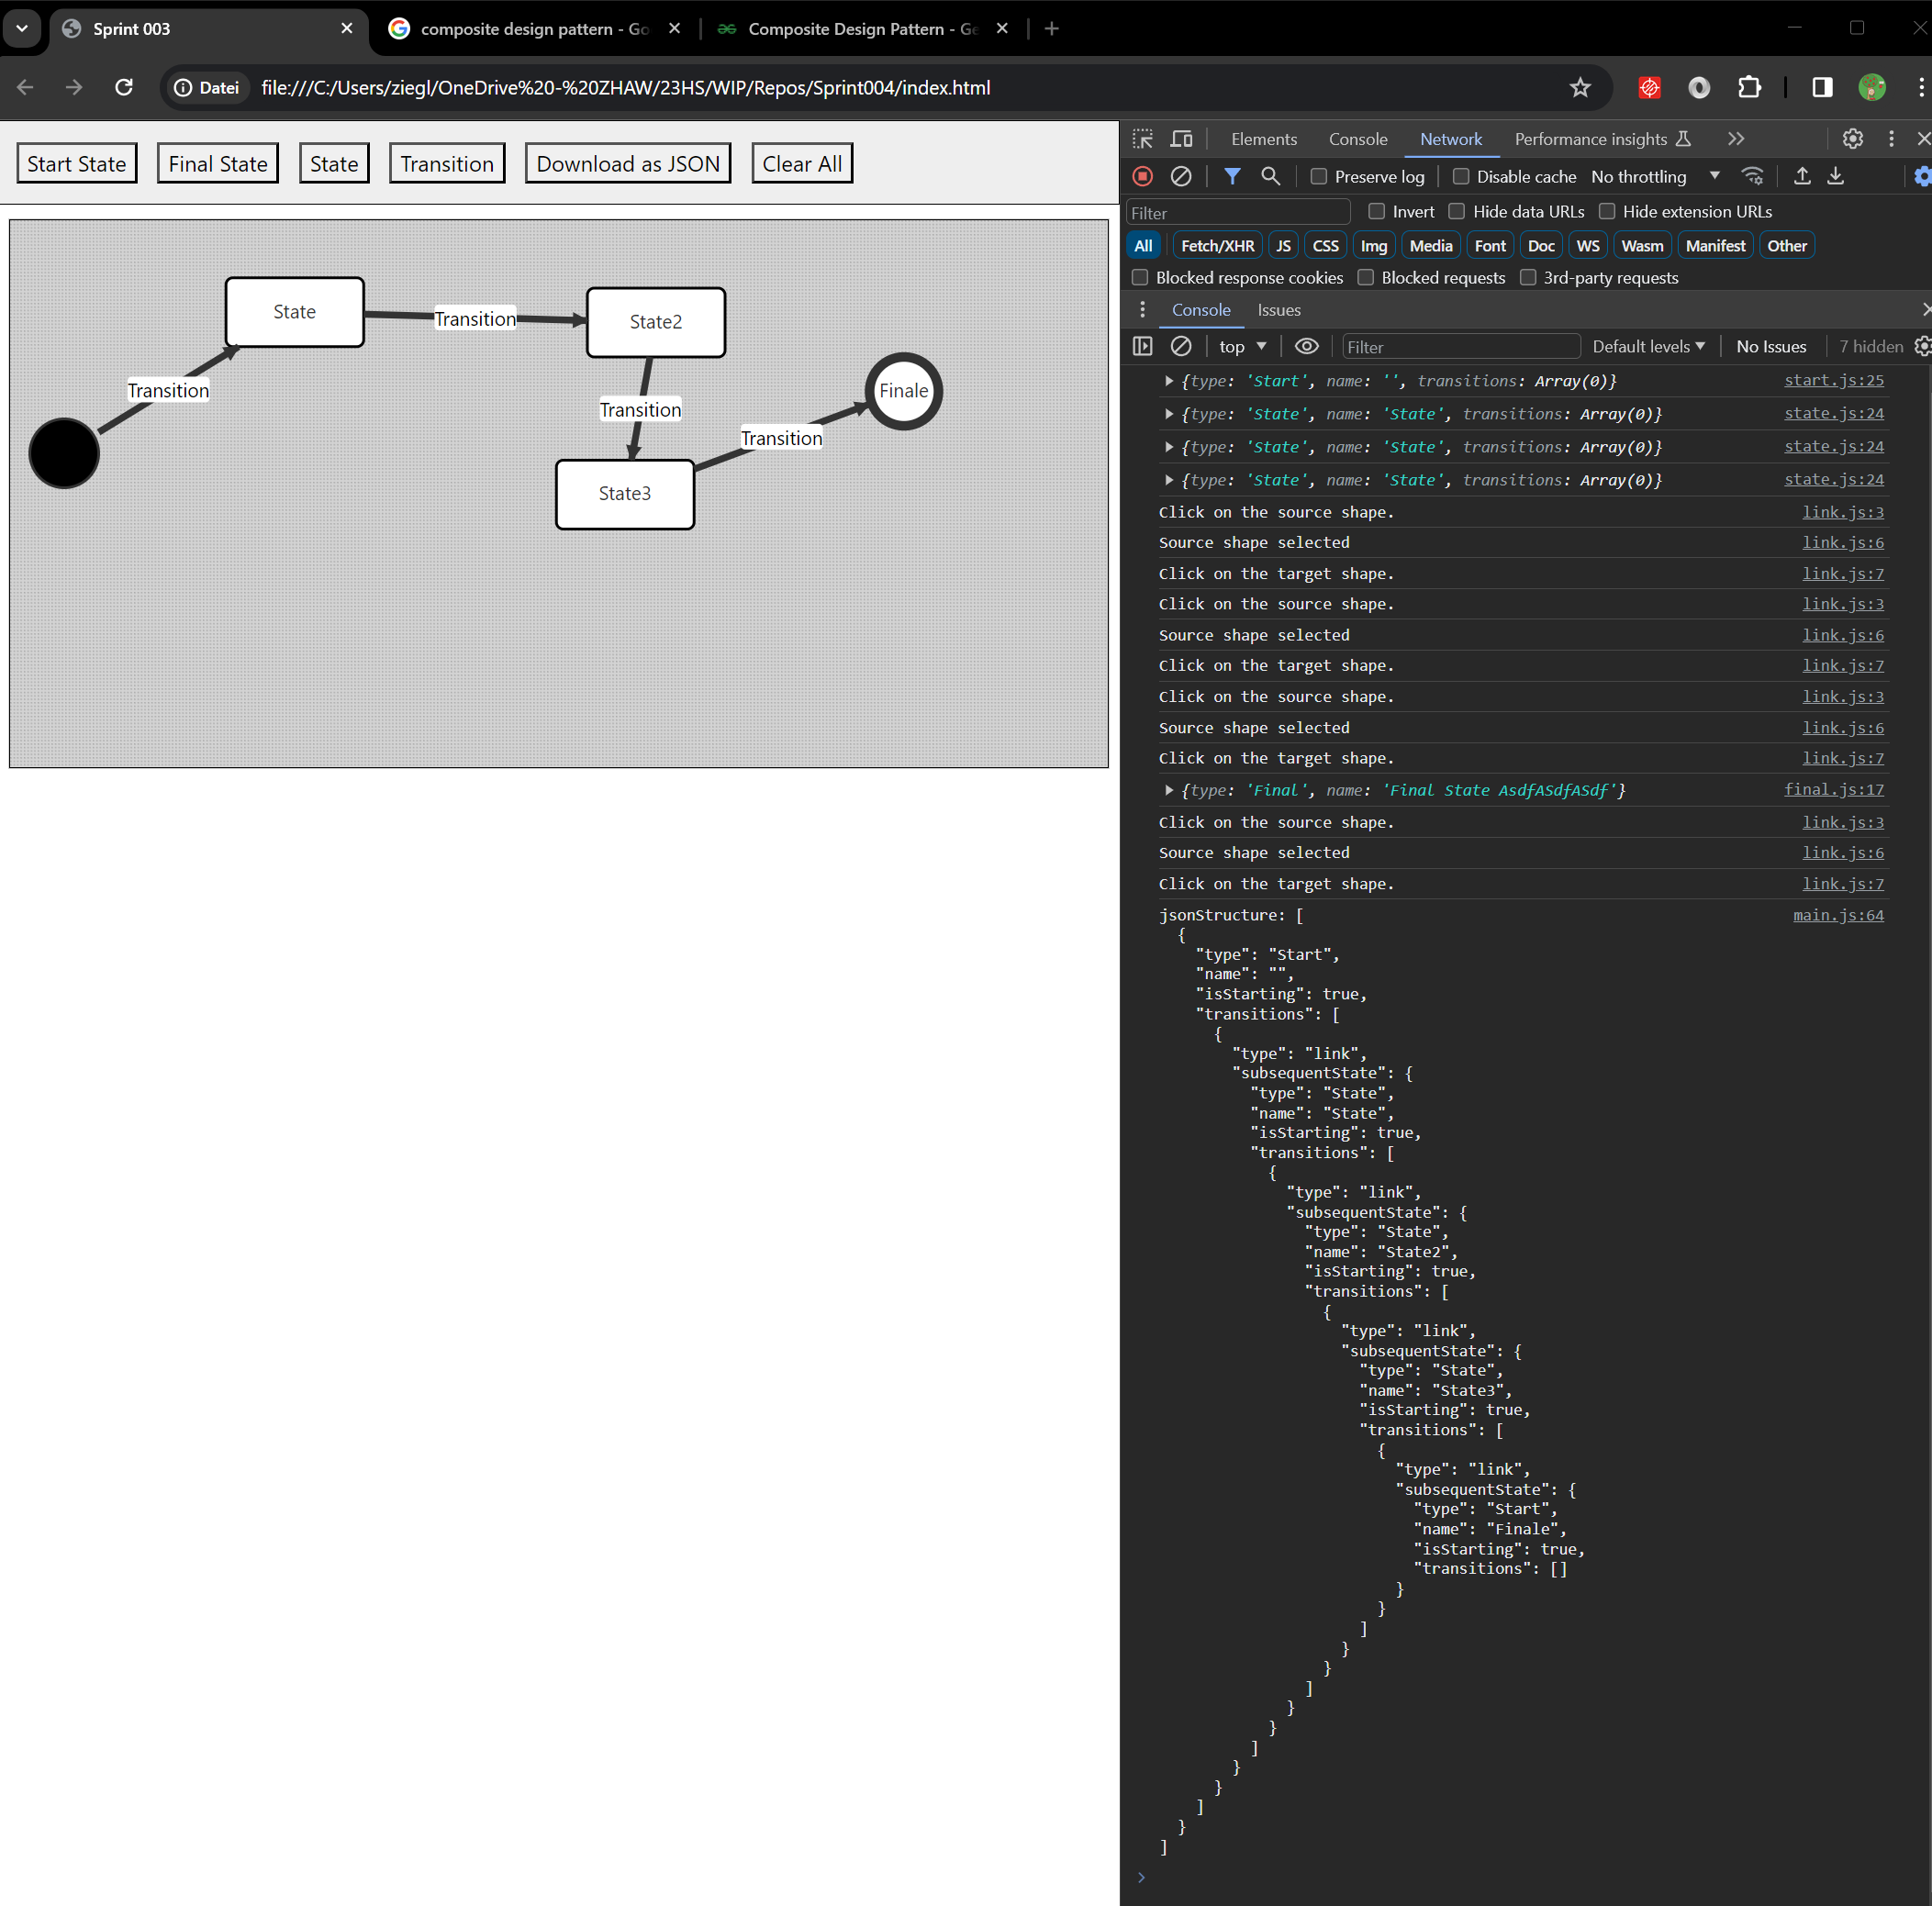 Sprint 003
composite design pattern - Go
Composite Design Pattern - Ge
Datei file:///C:/Users/ziegl/OneDrive%20-%20ZHAW/23HS/WIP/Repos/Sprint004/index.html
Start State Final State State Transition Download as JSON Clear All
State
Transition
State2
Transition
Transition
Finale
Transition
State3
Elements Console Network Performance insights
Preserve log Disable cache No throttling
Filter Invert Hide data URLs Hide extension URLs
All Fetch/XHR JS CSS Img Media Font Doc WS Wasm Manifest Other
Blocked response cookies Blocked requests 3rd-party requests
Console Issues
top Filter Default levels No Issues 7 hidden
{type: 'Start', name: '', transitions: Array(0)} start.js:25
{type: 'State', name: 'State', transitions: Array(0)} state.js:24
{type: 'State', name: 'State', transitions: Array(0)} state.js:24
{type: 'State', name: 'State', transitions: Array(0)} state.js:24
Click on the source shape. link.js:3
Source shape selected link.js:6
Click on the target shape. link.js:7
Click on the source shape. link.js:3
Source shape selected link.js:6
Click on the target shape. link.js:7
Click on the source shape. link.js:3
Source shape selected link.js:6
Click on the target shape. link.js:7
{type: 'Final', name: 'Final State AsdfASdfASdf'} final.js:17
Click on the source shape. link.js:3
Source shape selected link.js:6
Click on the target shape. link.js:7
jsonStructure: [ main.js:64
{
"type": "Start",
"name": "",
"isStarting": true,
"transitions": [
{
"type": "link",
"subsequentState": {
"type": "State",
"name": "State",
"isStarting": true,
"transitions": [
{
"type": "link",
"subsequentState": {
"type": "State",
"name": "State2",
"isStarting": true,
"transitions": [
{
"type": "link",
"subsequentState": {
"type": "State",
"name": "State3",
"isStarting": true,
"transitions": [
{
"type": "link",
"subsequentState": {
"type": "Start",
"name": "Finale",
"isStarting": true,
"transitions": []
}
}
]
}
}
]
}
}
]
}
}
]
}
]